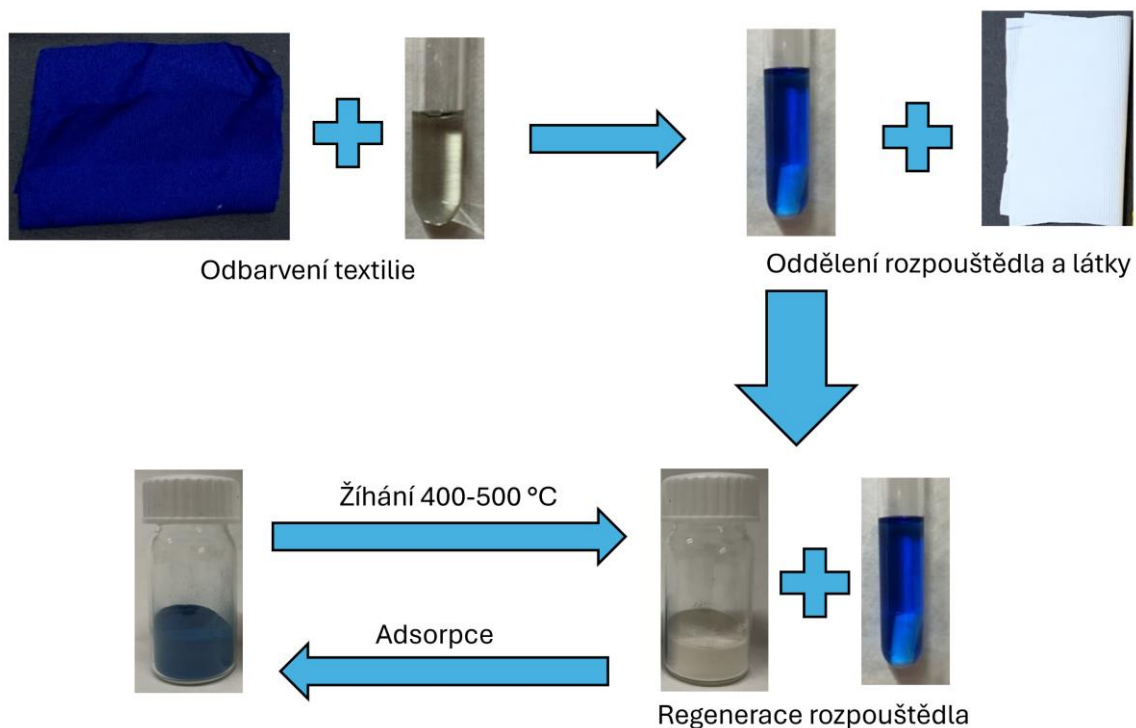 Odbarvení textilie
Oddělení rozpouštědla a látky
Žíhání 400-500 °C
Adsorpce
Regenerace rozpouštědla